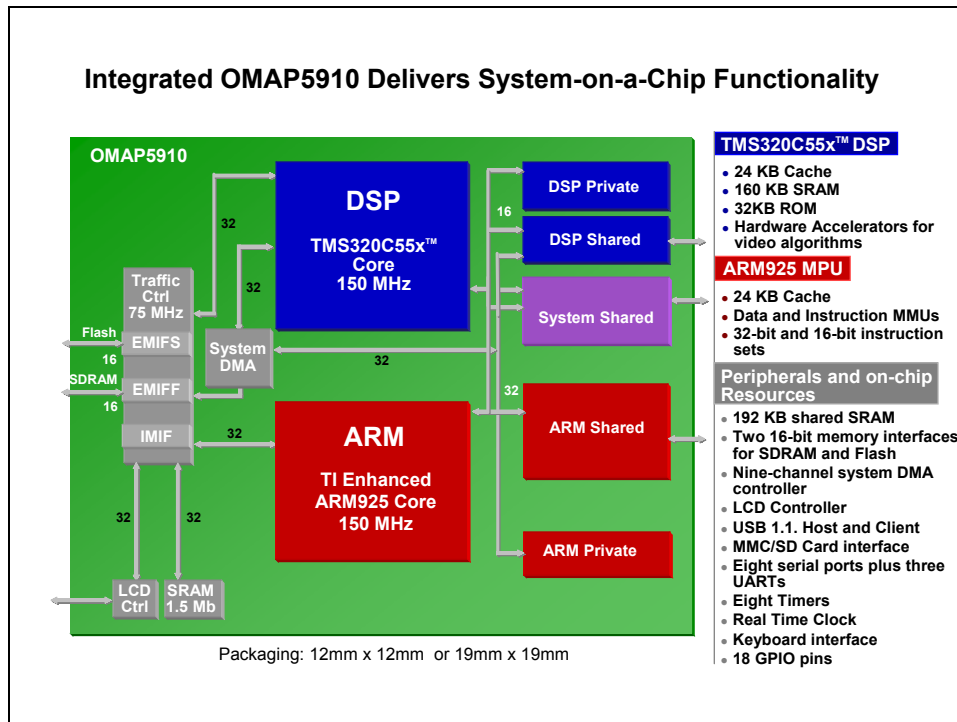 Integrated OMAP5910 Delivers System-on-a-Chip Functionality
OMAP5910
DSP
TMS320C55x™
Core
150 MHz
32
32
Traffic
Ctrl
75 MHz
Flash
EMIFS
16
SDRAM
EMIFF
16
IMIF
System
DMA
32
32
ARM
TI Enhanced
ARM925 Core
150 MHz
32
32
LCD
Ctrl
SRAM
1.5 Mb
DSP Private
16
DSP Shared
System Shared
32
ARM Shared
ARM Private
Packaging: 12mm x 12mm or 19mm x 19mm
TMS320C55x™ DSP
• 24 KB Cache
• 160 KB SRAM
• 32KB ROM
• Hardware Accelerators for
video algorithms
ARM925 MPU
• 24 KB Cache
• Data and Instruction MMUs
• 32-bit and 16-bit instruction
sets
Peripherals and on-chip
Resources
• 192 KB shared SRAM
• Two 16-bit memory interfaces
for SDRAM and Flash
• Nine-channel system DMA
controller
• LCD Controller
• USB 1.1. Host and Client
• MMC/SD Card interface
• Eight serial ports plus three
UARTs
• Eight Timers
• Real Time Clock
• Keyboard interface
• 18 GPIO pins